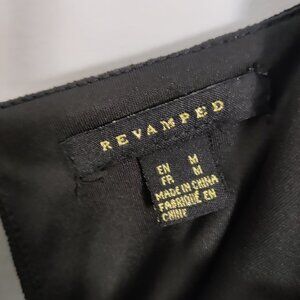 REVAMPED
EN M
FR M
MADE IN CHINA
FABRIQUÉ EN
CHINE